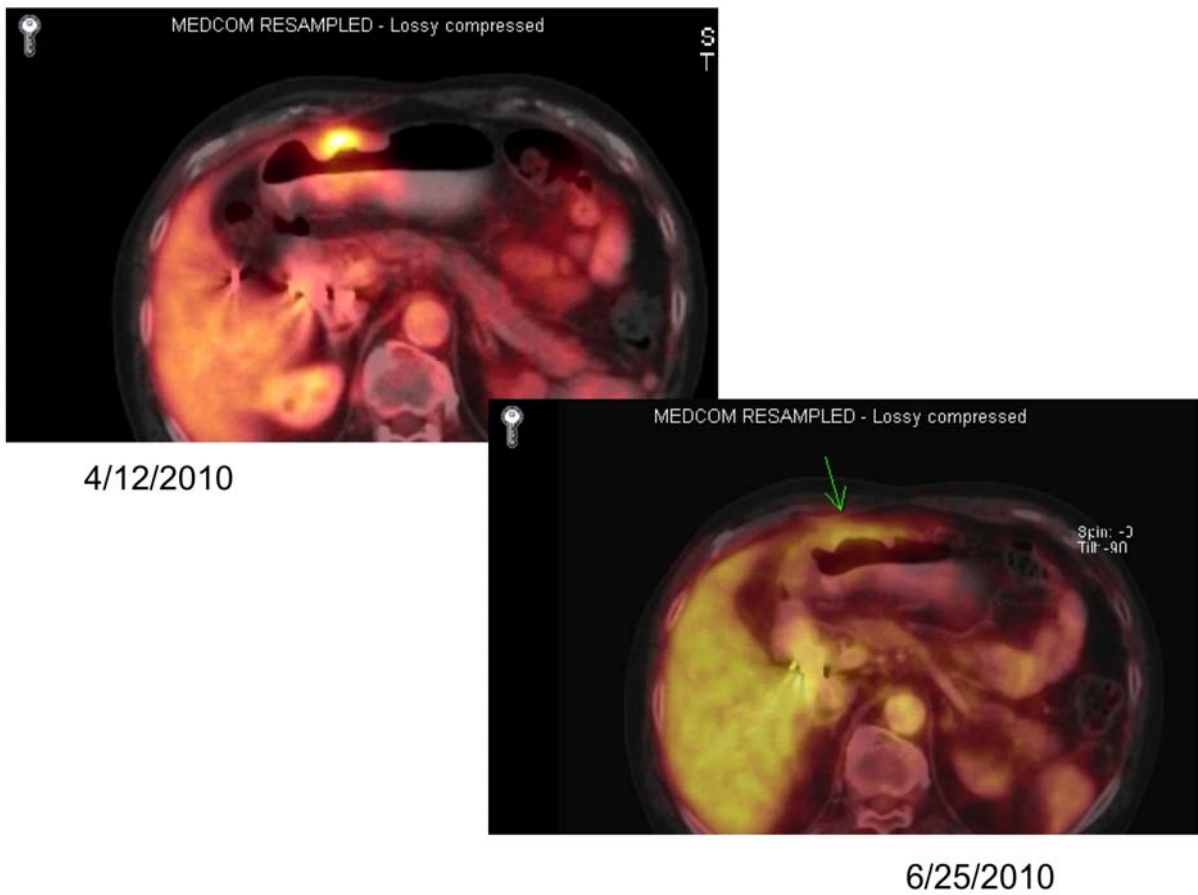 MEDCOM RESAMPLED - Lossy compressed
S
T
4/12/2010
MEDCOM RESAMPLED - Lossy compressed
Spin: -0
Tilt -90
6/25/2010